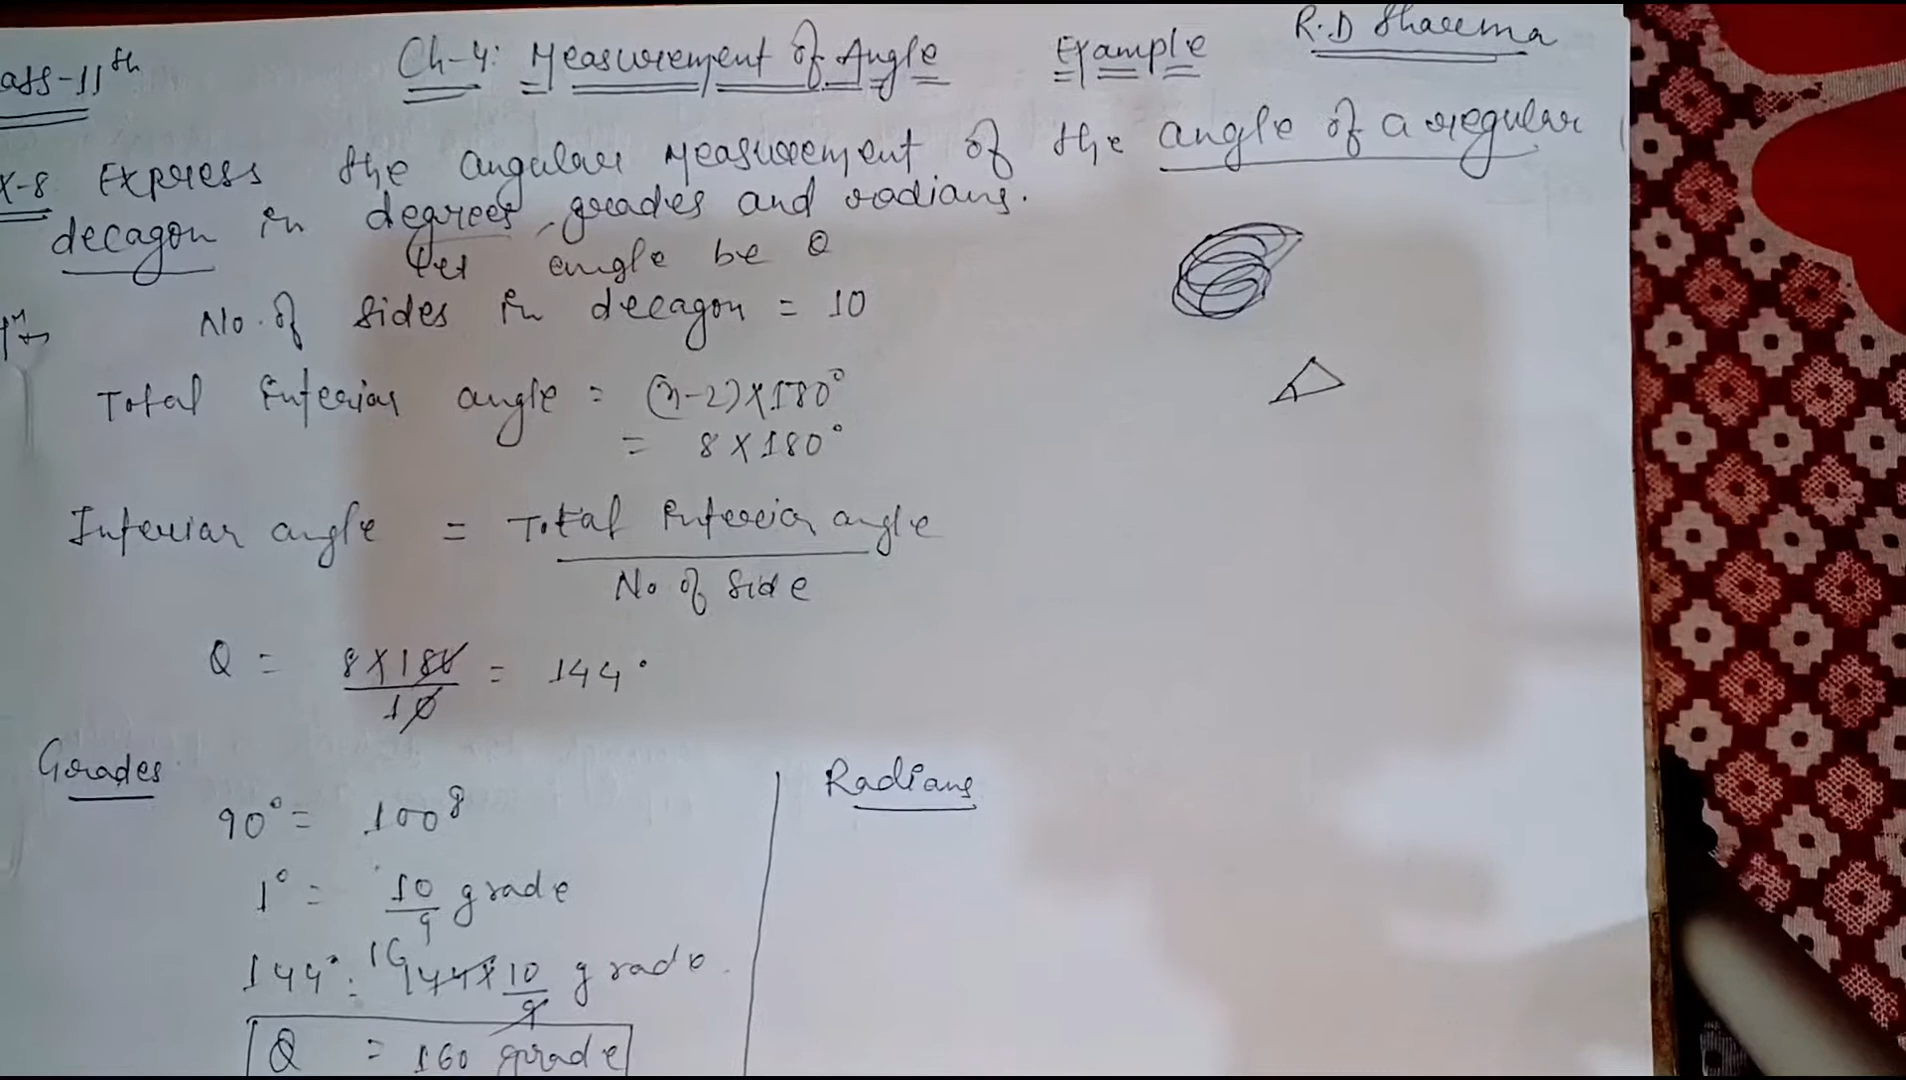 ass-11th Ch-4: Measurement of Angle Example R.D Sharma
x-8 Express the angular measurement of the angle of a regular
decagon in degrees, grades and radians.
Let angle be Q
No. of sides in decagon = 10
Total interior angle = (n-2)×180°
= 8×180°
Interior angle = Total interior angle
No of side
Q = 8×180 = 144°
10
Grades
90° = 100g
1° = 10 grade
9
144° = 16 144×10 grade
9
Q = 160 grade
Radians